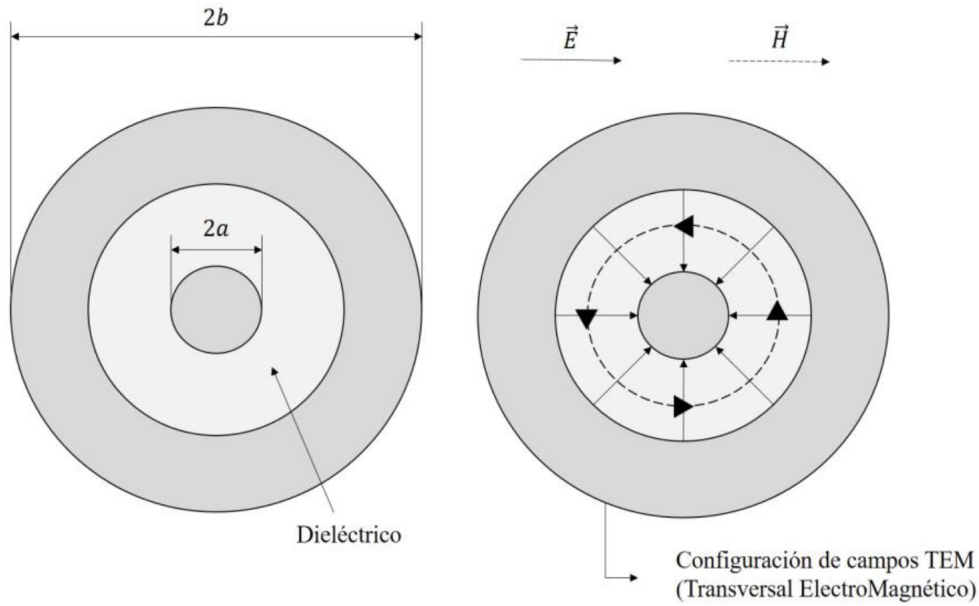 2b
2a
Dieléctrico
E⃗
H⃗
Configuración de campos TEM
(Transversal ElectroMagnético)